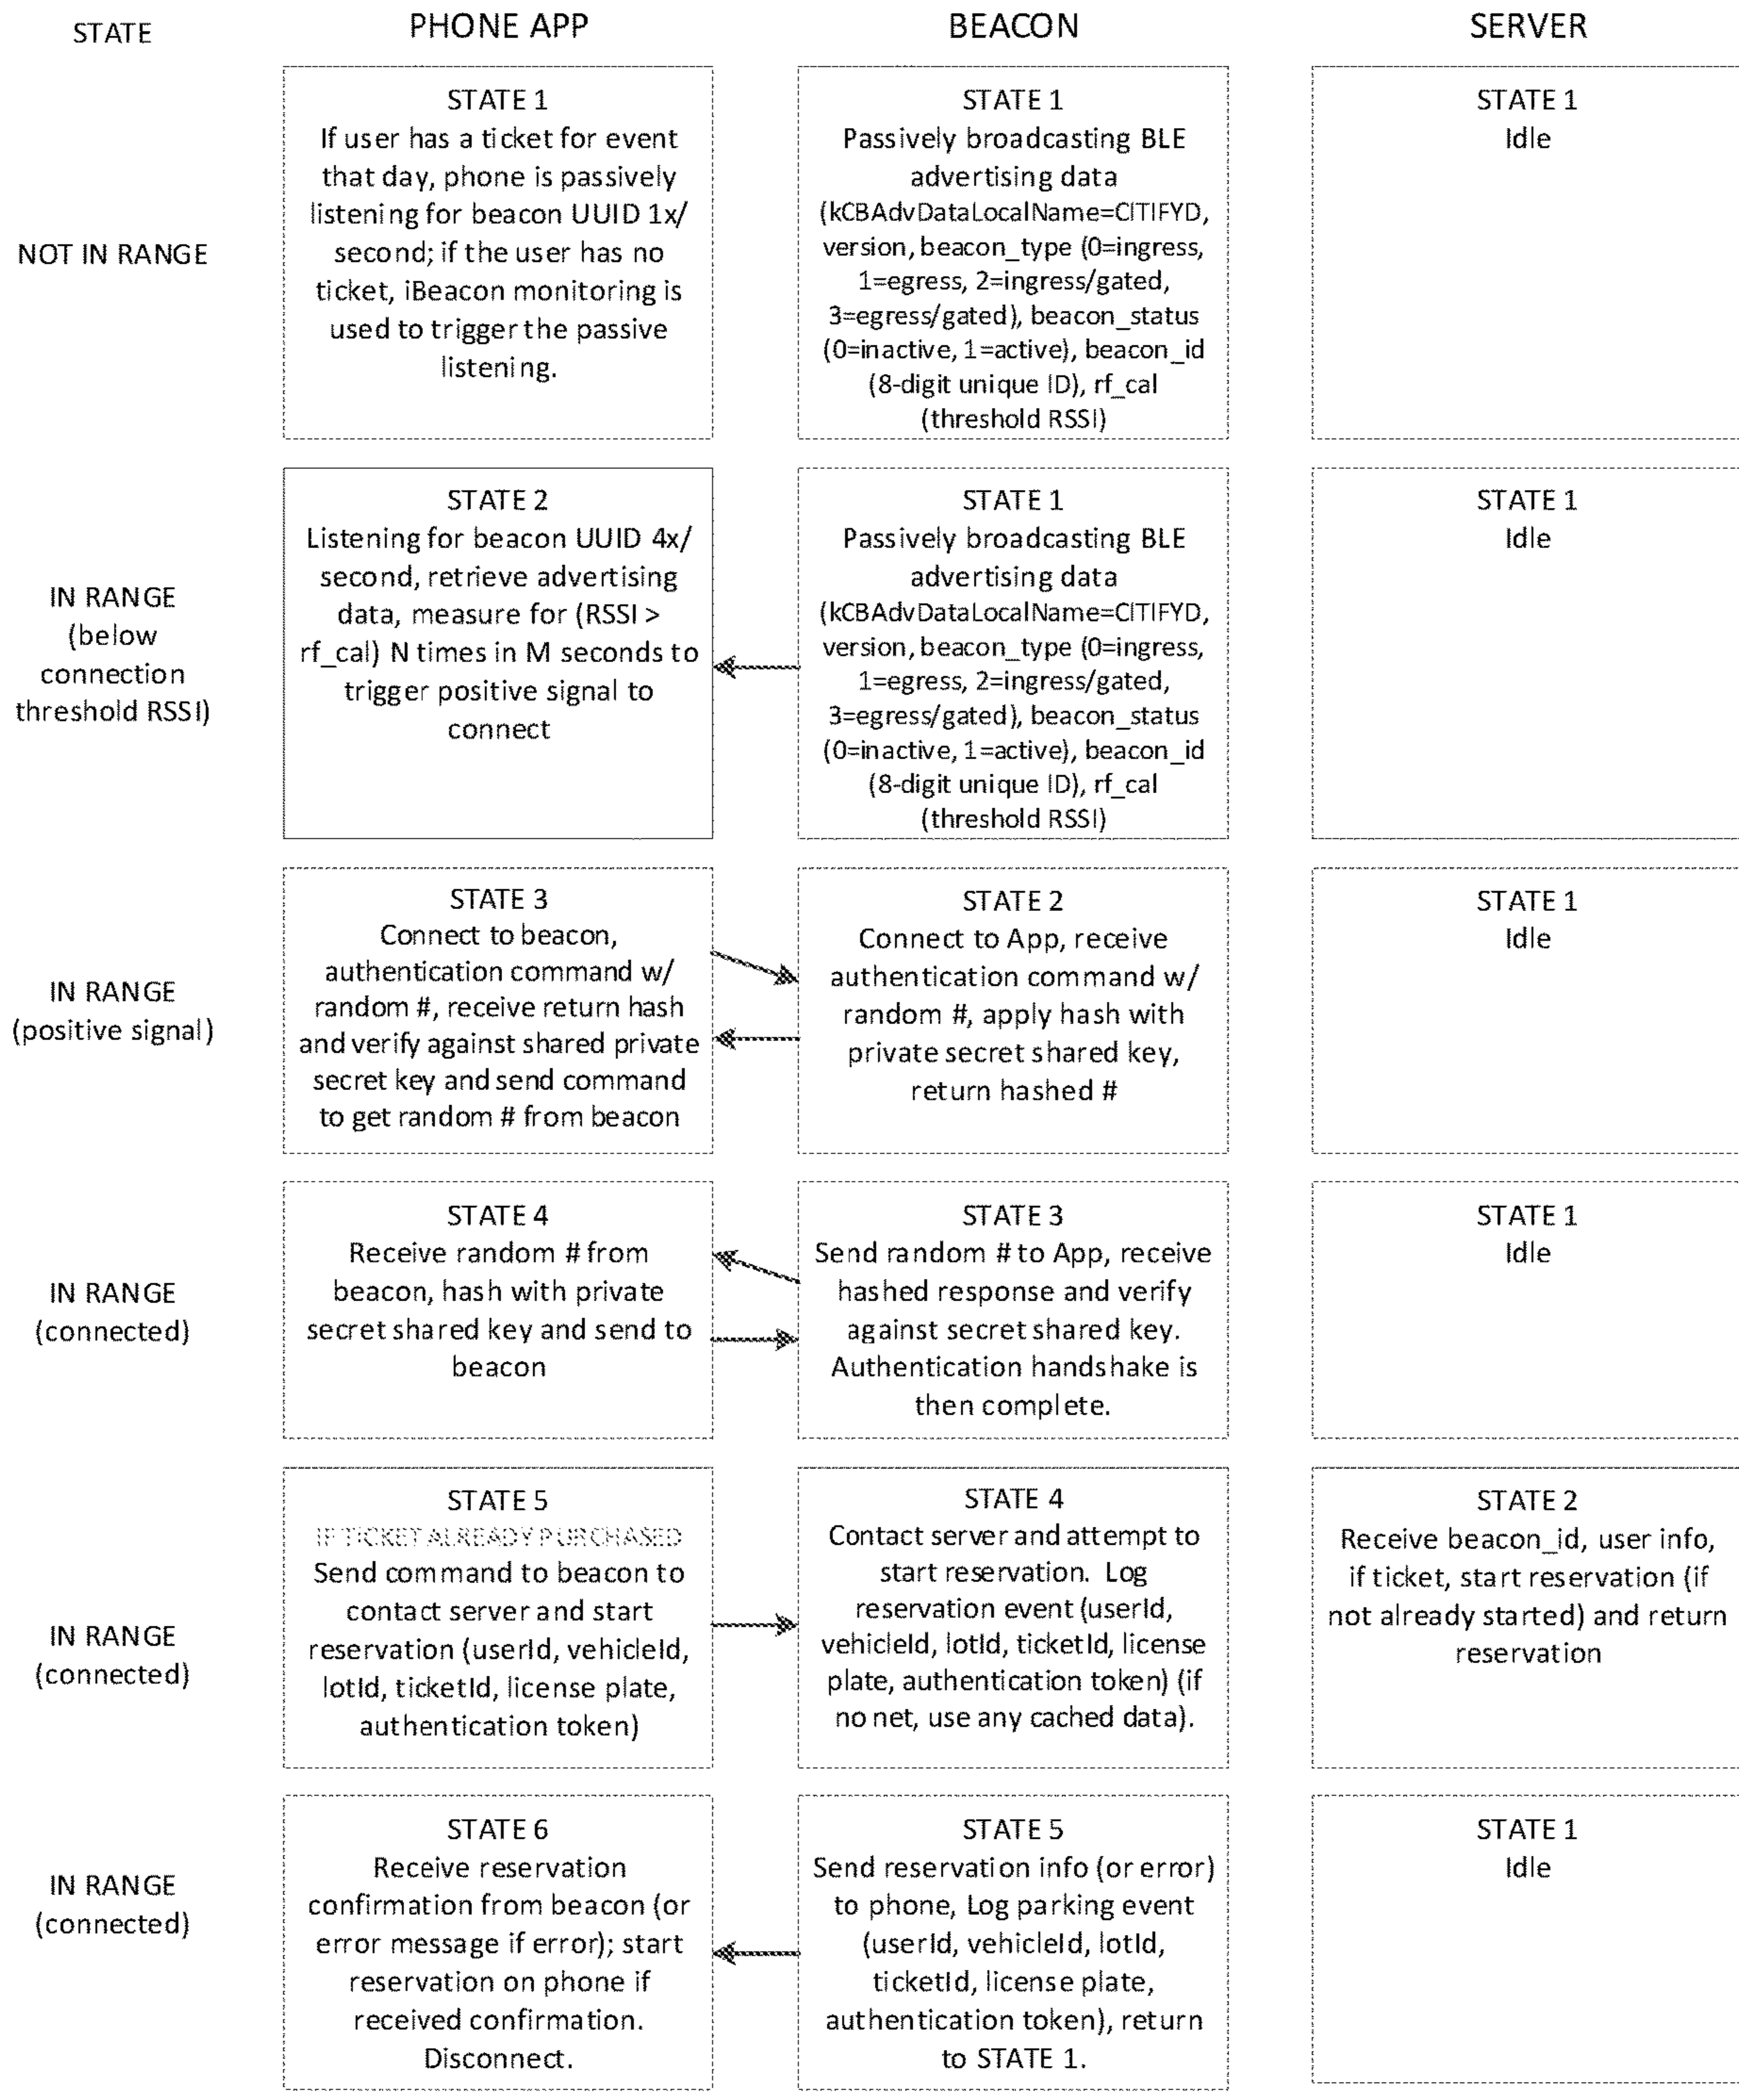 STATE
PHONE APP
BEACON
SERVER
NOT IN RANGE
STATE 1
If user has a ticket for event
that day, phone is passively
listening for beacon UUID 1x/
second; if the user has no
ticket, iBeacon monitoring is
used to trigger the passive
listening.
STATE 1
Passively broadcasting BLE
advertising data
(kCBAdvDataLocalName=CITIFYD,
version, beacon_type (0=ingress,
1=egress, 2=ingress/gated,
3=egress/gated), beacon_status
(0=inactive, 1=active), beacon_id
(8-digit unique ID), rf_cal
(threshold RSSI)
STATE 1
Idle
IN RANGE
(below
connection
threshold RSSI)
STATE 2
Listening for beacon UUID 4x/
second, retrieve advertising
data, measure for (RSSI >
rf_cal) N times in M seconds to
trigger positive signal to
connect
STATE 1
Passively broadcasting BLE
advertising data
(kCBAdvDataLocalName=CITIFYD,
version, beacon_type (0=ingress,
1=egress, 2=ingress/gated,
3=egress/gated), beacon_status
(0=inactive, 1=active), beacon_id
(8-digit unique ID), rf_cal
(threshold RSSI)
STATE 1
Idle
IN RANGE
(positive signal)
STATE 3
Connect to beacon,
authentication command w/
random #, receive return hash
and verify against shared private
secret key and send command
to get random # from beacon
STATE 2
Connect to App, receive
authentication command w/
random #, apply hash with
private secret shared key,
return hashed #
STATE 1
Idle
IN RANGE
(connected)
STATE 4
Receive random # from
beacon, hash with private
secret shared key and send to
beacon
STATE 3
Send random # to App, receive
hashed response and verify
against secret shared key.
Authentication handshake is
then complete.
STATE 1
Idle
IN RANGE
(connected)
STATE 5
IF TICKET ALREADY PURCHASED
Send command to beacon to
contact server and start
reservation (userId, vehicleId,
lotId, ticketId, license plate,
authentication token)
STATE 4
Contact server and attempt to
start reservation. Log
reservation event (userId,
vehicleId, lotId, ticketId, license
plate, authentication token) (if
no net, use any cached data).
STATE 2
Receive beacon_id, user info,
if ticket, start reservation (if
not already started) and return
reservation
IN RANGE
(connected)
STATE 6
Receive reservation
confirmation from beacon (or
error message if error); start
reservation on phone if
received confirmation.
Disconnect.
STATE 5
Send reservation info (or error)
to phone, Log parking event
(userId, vehicleId, lotId,
ticketId, license plate,
authentication token), return
to STATE 1.
STATE 1
Idle